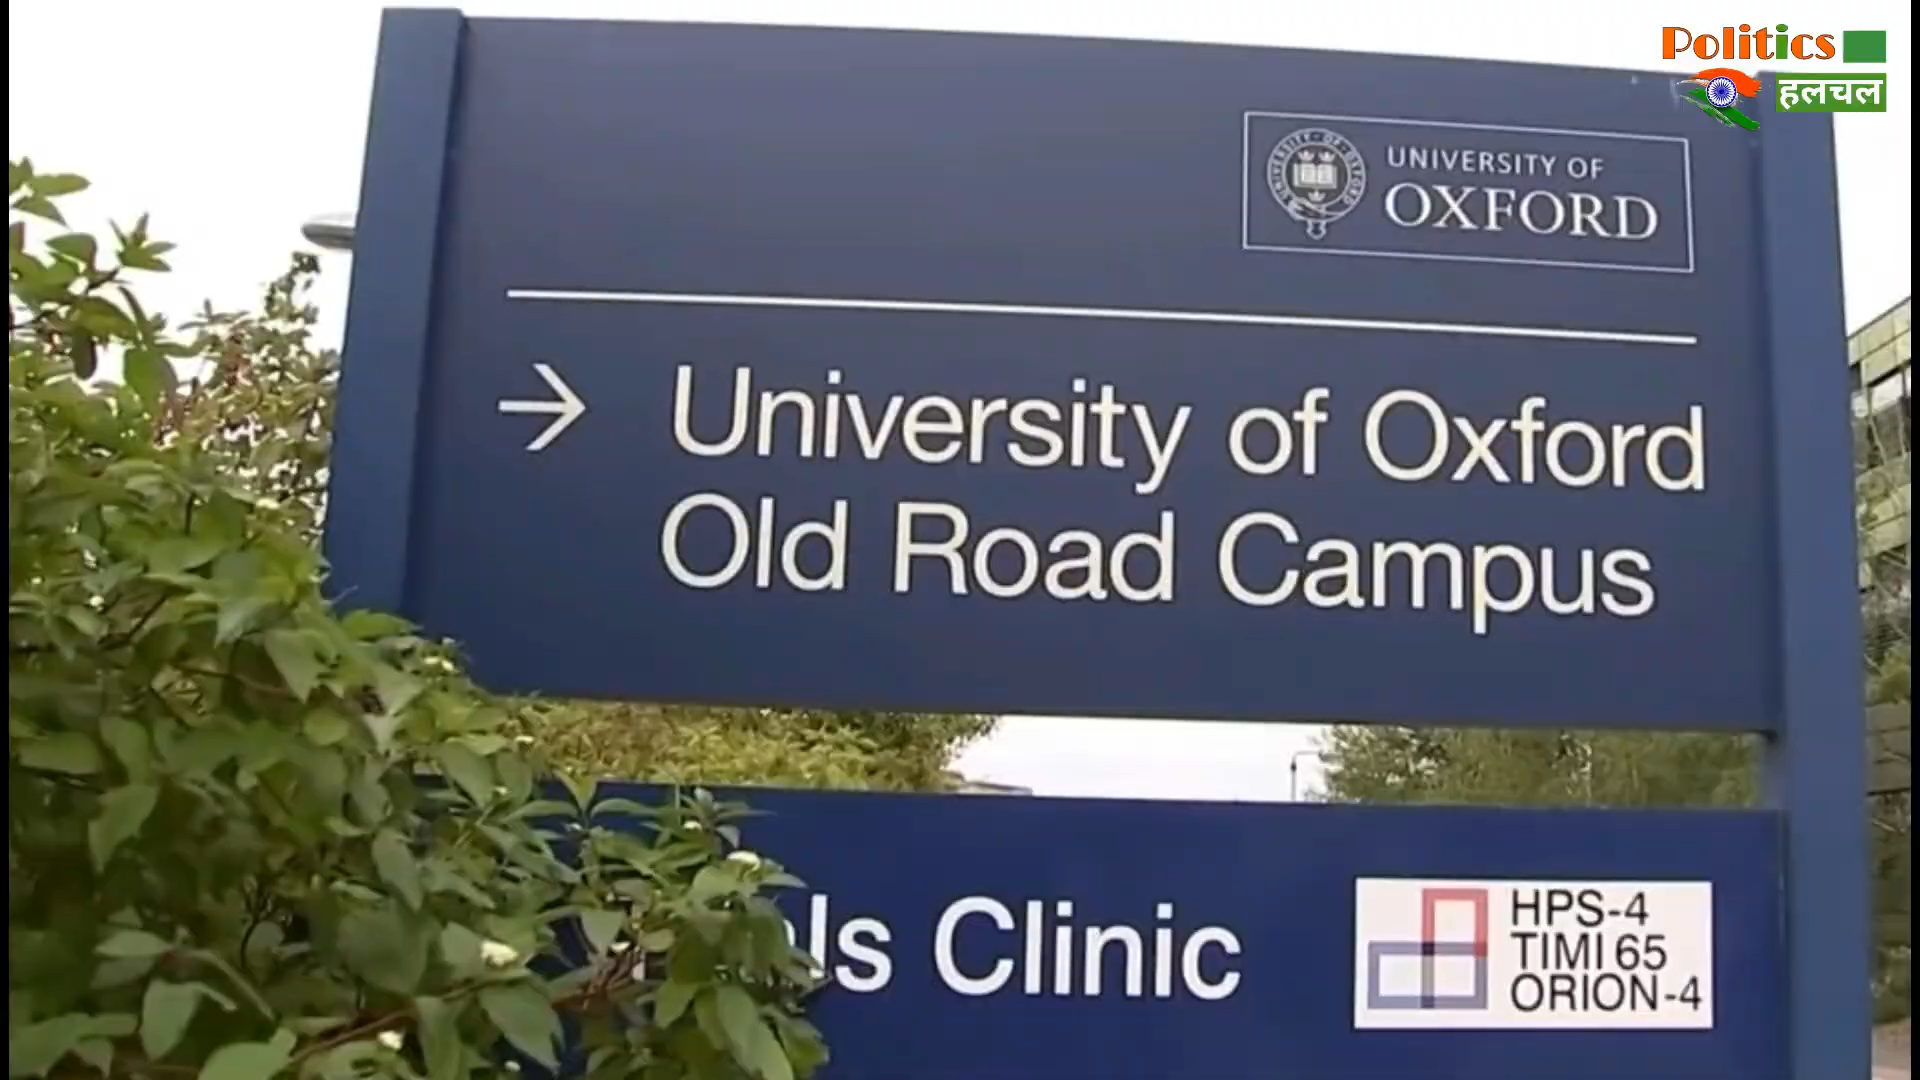 Politics
हलचल
UNIVERSITY OF
OXFORD
→ University of Oxford
Old Road Campus
Clinic
HPS-4
TIMI 65
ORION-4